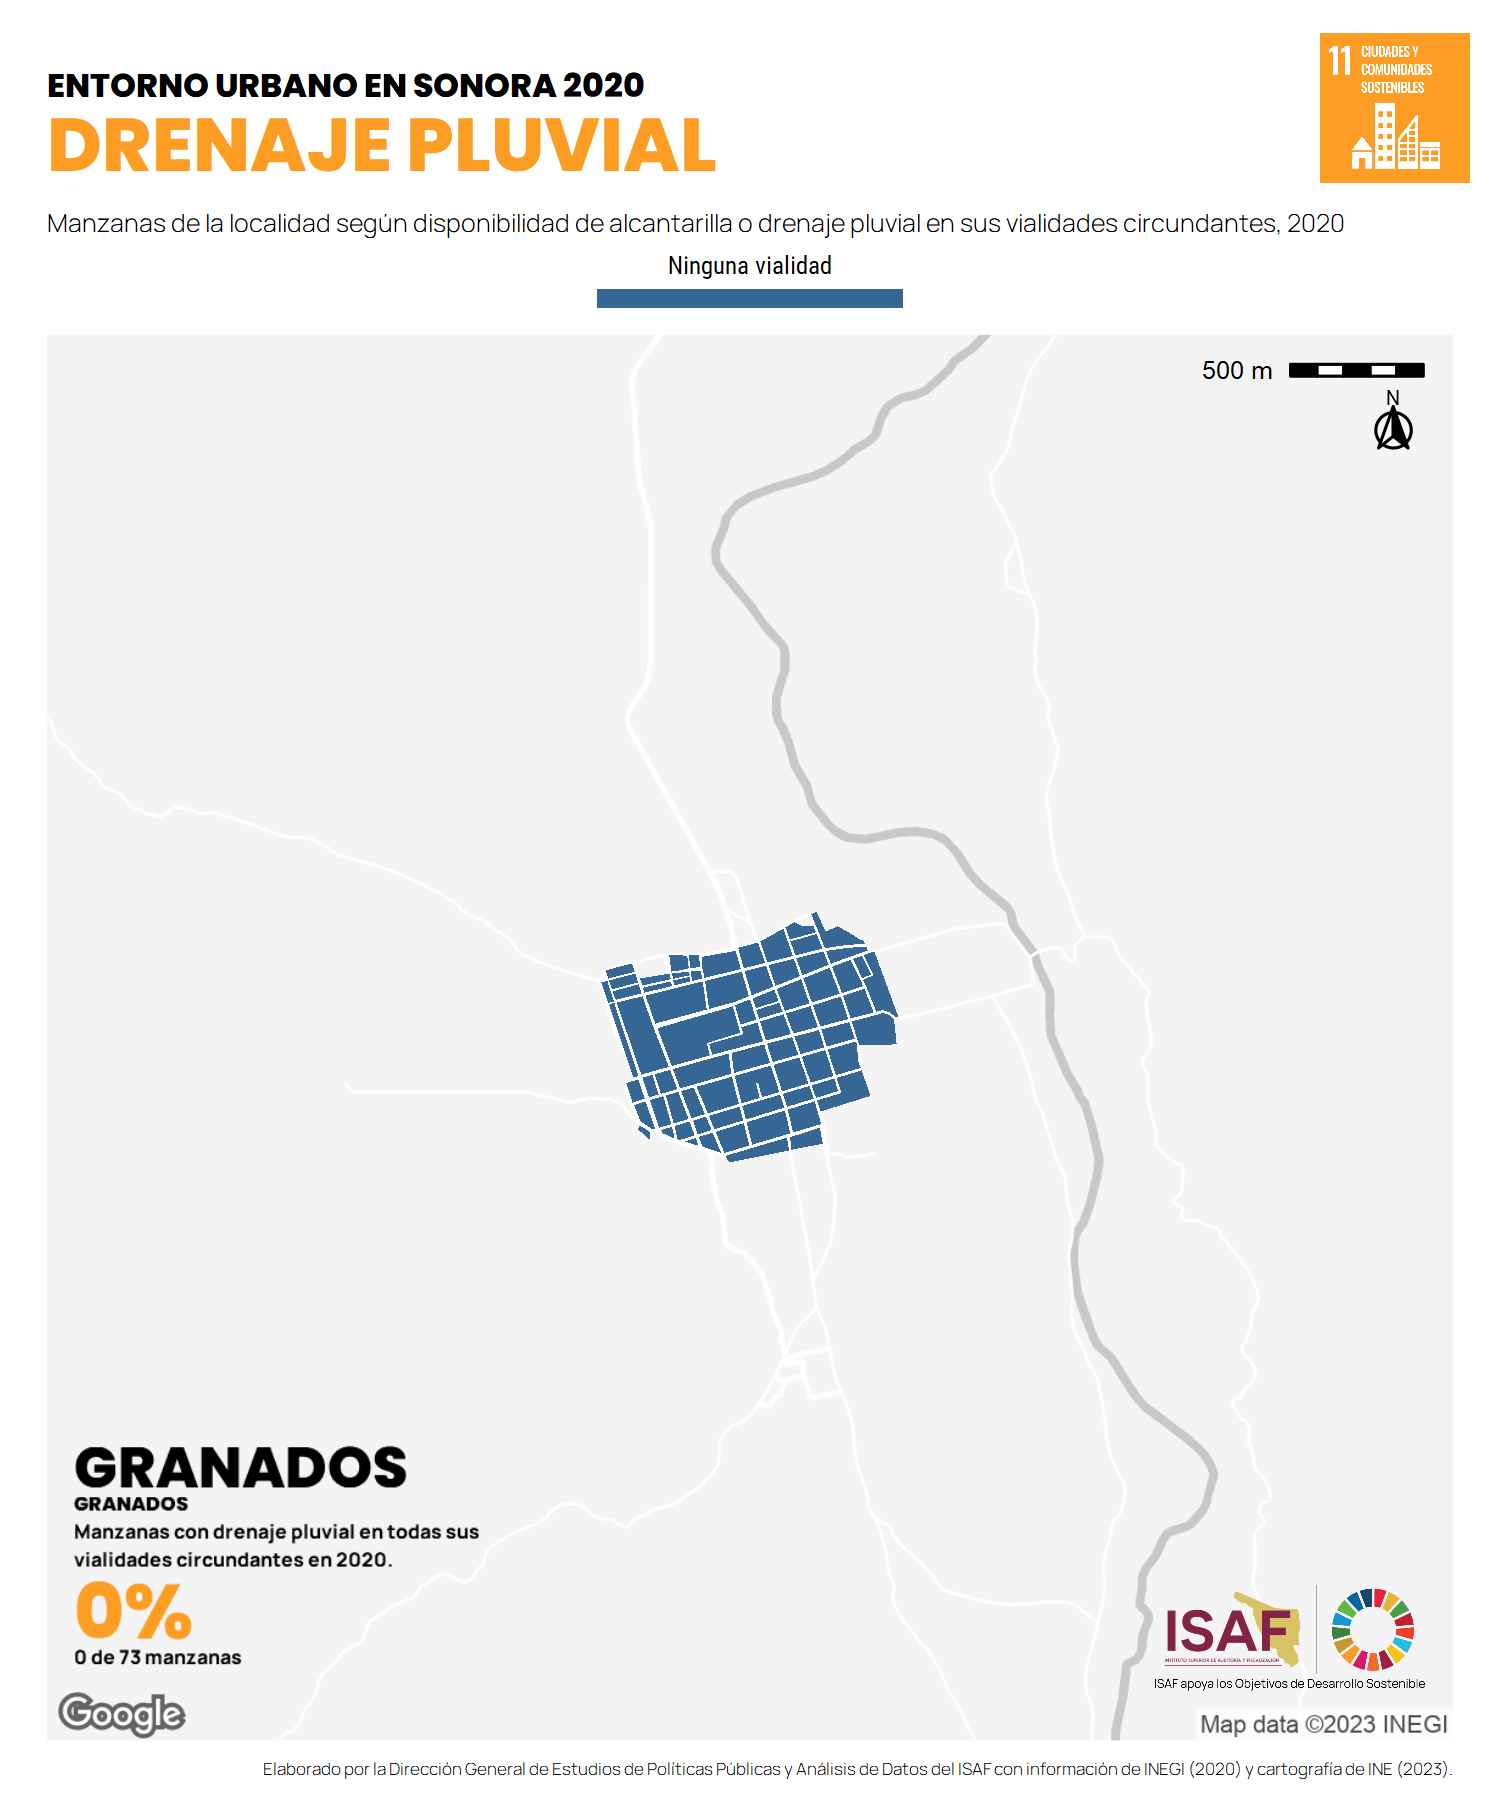 ENTORNO URBANO EN SONORA 2020
DRENAJE PLUVIAL
11 CIUDADES Y
COMUNIDADES
SOSTENIBLES
Manzanas de la localidad según disponibilidad de alcantarilla o drenaje pluvial en sus vialidades circundantes, 2020
Ninguna vialidad
500 m
N
GRANADOS
GRANADOS
Manzanas con drenaje pluvial en todas sus
vialidades circundantes en 2020.
0%
0 de 73 manzanas
ISAF
INSTITUTO SUPERIOR DE AUDITORÍA Y FISCALIZACIÓN
ISAF apoya los Objetivos de Desarrollo Sostenible
Google
Map data ©2023 INEGI
Elaborado por la Dirección General de Estudios de Políticas Públicas y Análisis de Datos del ISAF con información de INEGI (2020) y cartografía de INE (2023).